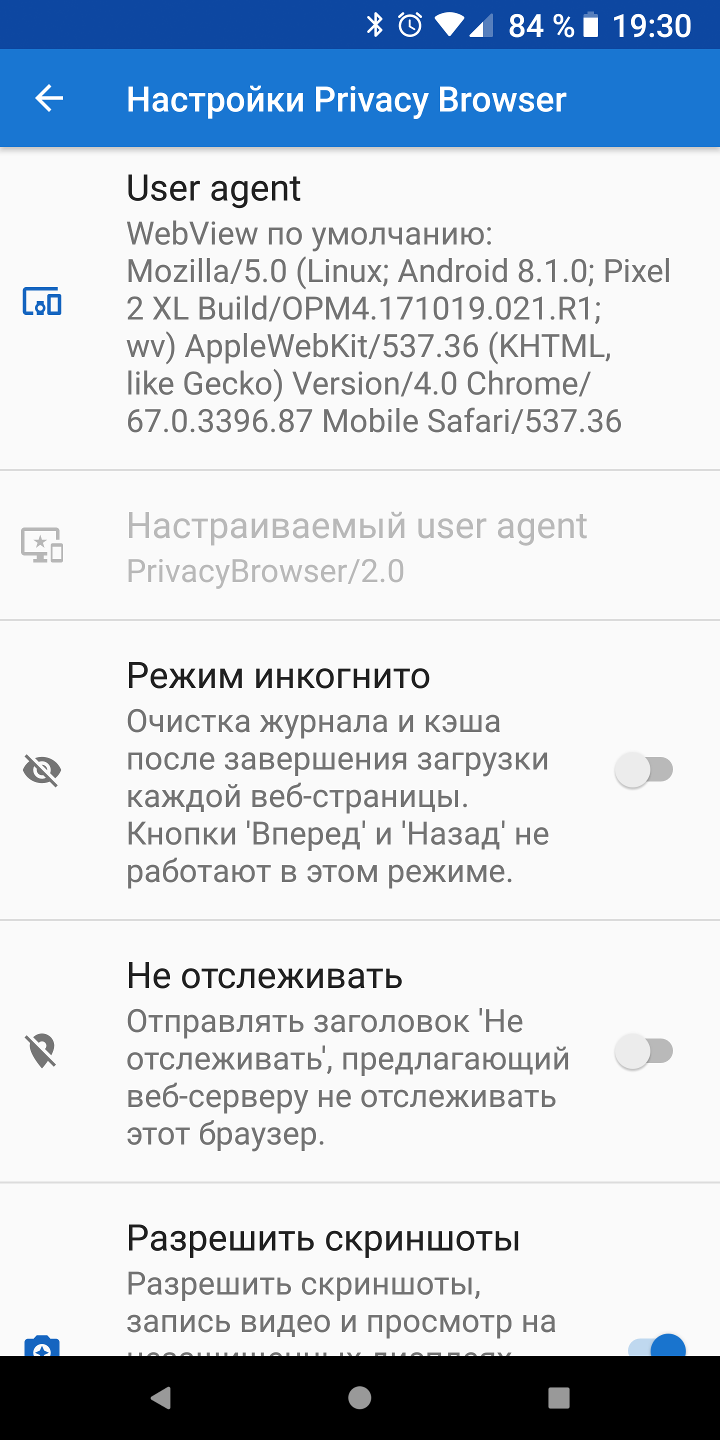 84 % 19:30
Настройки Privacy Browser
User agent
WebView по умолчанию:
Mozilla/5.0 (Linux; Android 8.1.0; Pixel
2 XL Build/OPM4.171019.021.R1;
wv) AppleWebKit/537.36 (KHTML,
like Gecko) Version/4.0 Chrome/
67.0.3396.87 Mobile Safari/537.36
Настраиваемый user agent
PrivacyBrowser/2.0
Режим инкогнито
Очистка журнала и кэша
после завершения загрузки
каждой веб-страницы.
Кнопки 'Вперед' и 'Назад' не
работают в этом режиме.
Не отслеживать
Отправлять заголовок 'Не
отслеживать', предлагающий
веб-серверу не отслеживать
этот браузер.
Разрешить скриншоты
Разрешить скриншоты,
запись видео и просмотр на